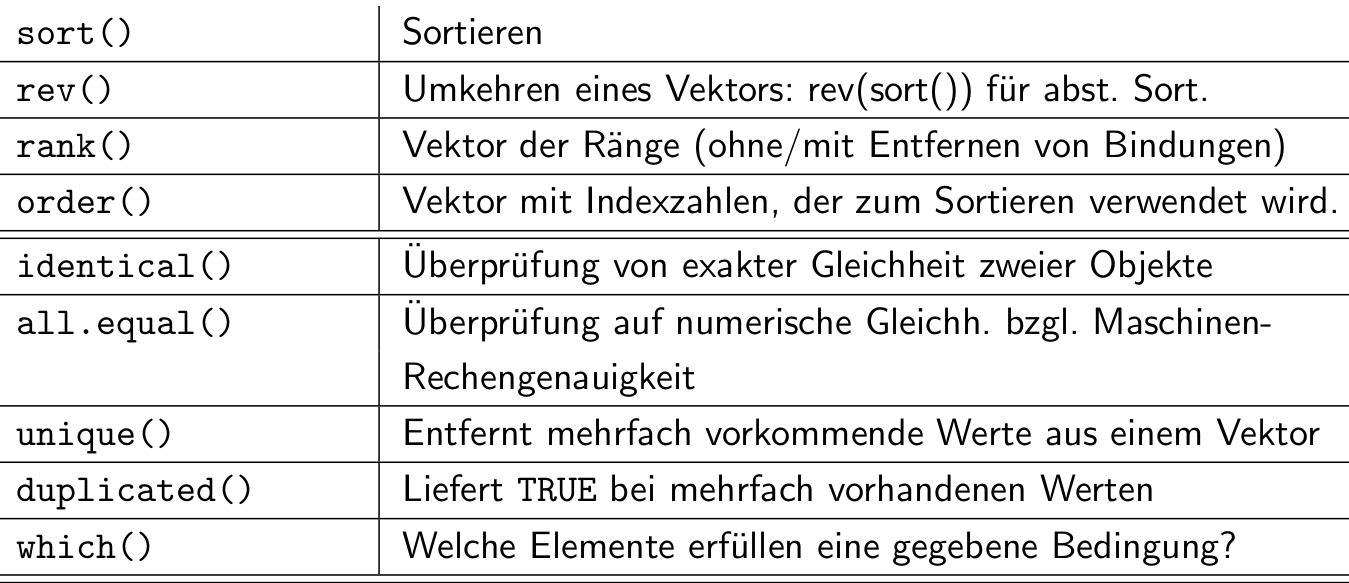 sort() Sortieren
rev() Umkehren eines Vektors: rev(sort()) für abst. Sort.
rank() Vektor der Ränge (ohne/mit Entfernen von Bindungen)
order() Vektor mit Indexzahlen, der zum Sortieren verwendet wird.
identical() Überprüfung von exakter Gleichheit zweier Objekte
all.equal() Überprüfung auf numerische Gleichh. bzgl. Maschinen-
Rechengenauigkeit
unique() Entfernt mehrfach vorkommende Werte aus einem Vektor
duplicated() Liefert TRUE bei mehrfach vorhandenen Werten
which() Welche Elemente erfüllen eine gegebene Bedingung?